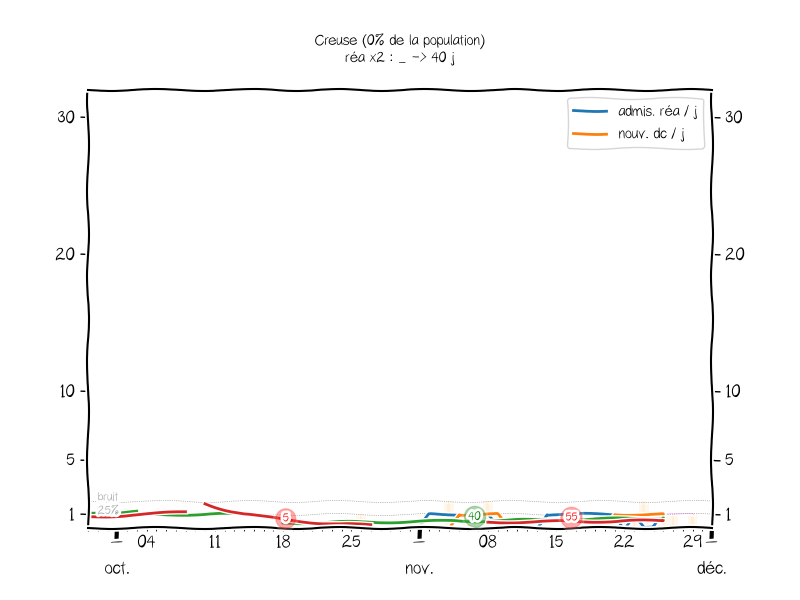 Creuse (0% de la population)
réa x2 : _ -> 40 j
admis. réa / j
nouv. dc / j
30
30
20
20
10
10
5
5
bruit
25%
1
1
5
40
55
04
11
18
25
08
15
22
29
oct.
nov.
déc.